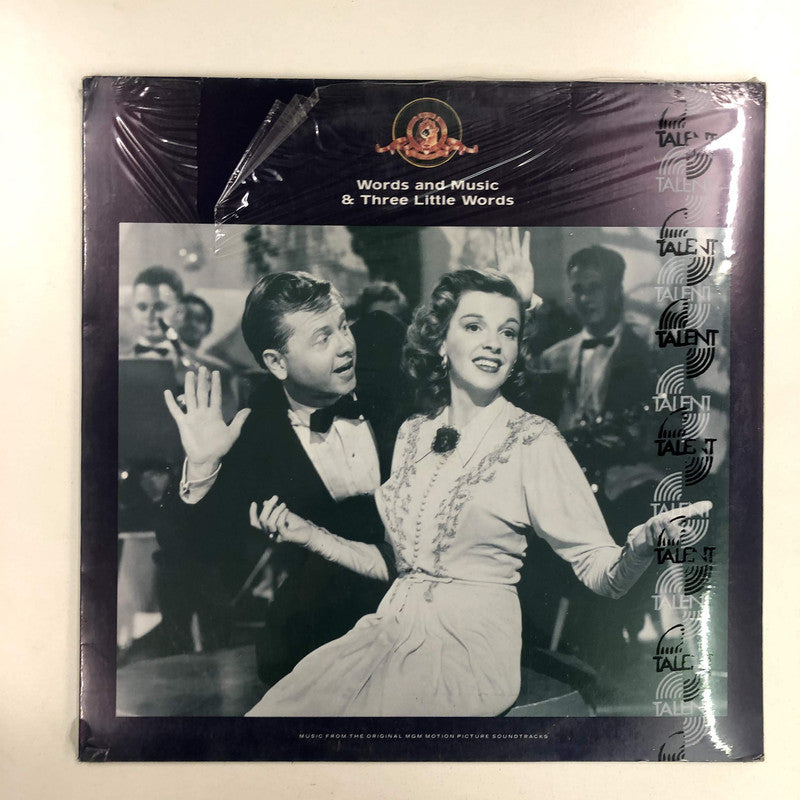 Words and Music
& Three Little Words
TALENT
TALENT
TALENT
TALENT
TALENT
TALENT
TALENT
TALENT
TALENT
TALENT
TALENT
TALENT
MUSIC FROM THE ORIGINAL MGM MOTION PICTURE SOUNDTRACKS